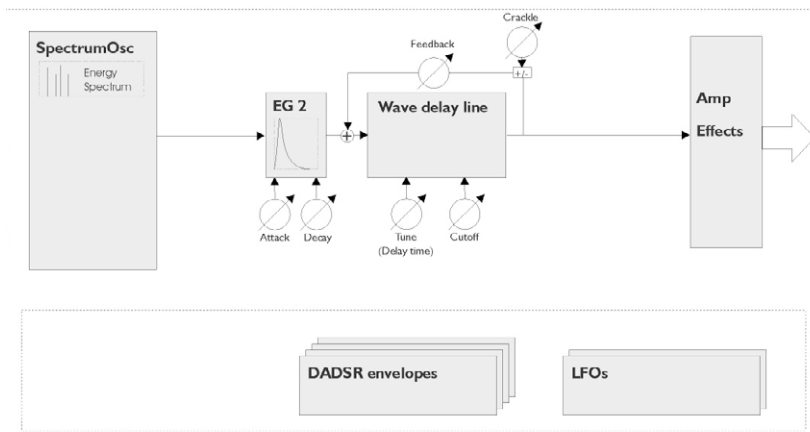 Crackle
SpectrumOsc
Feedback
Energy
Spectrum
+/-
EG 2
Wave delay line
Amp
Effects
+
Attack
Decay
Tune
(Delay time)
Cutoff
DADSR envelopes
LFOs